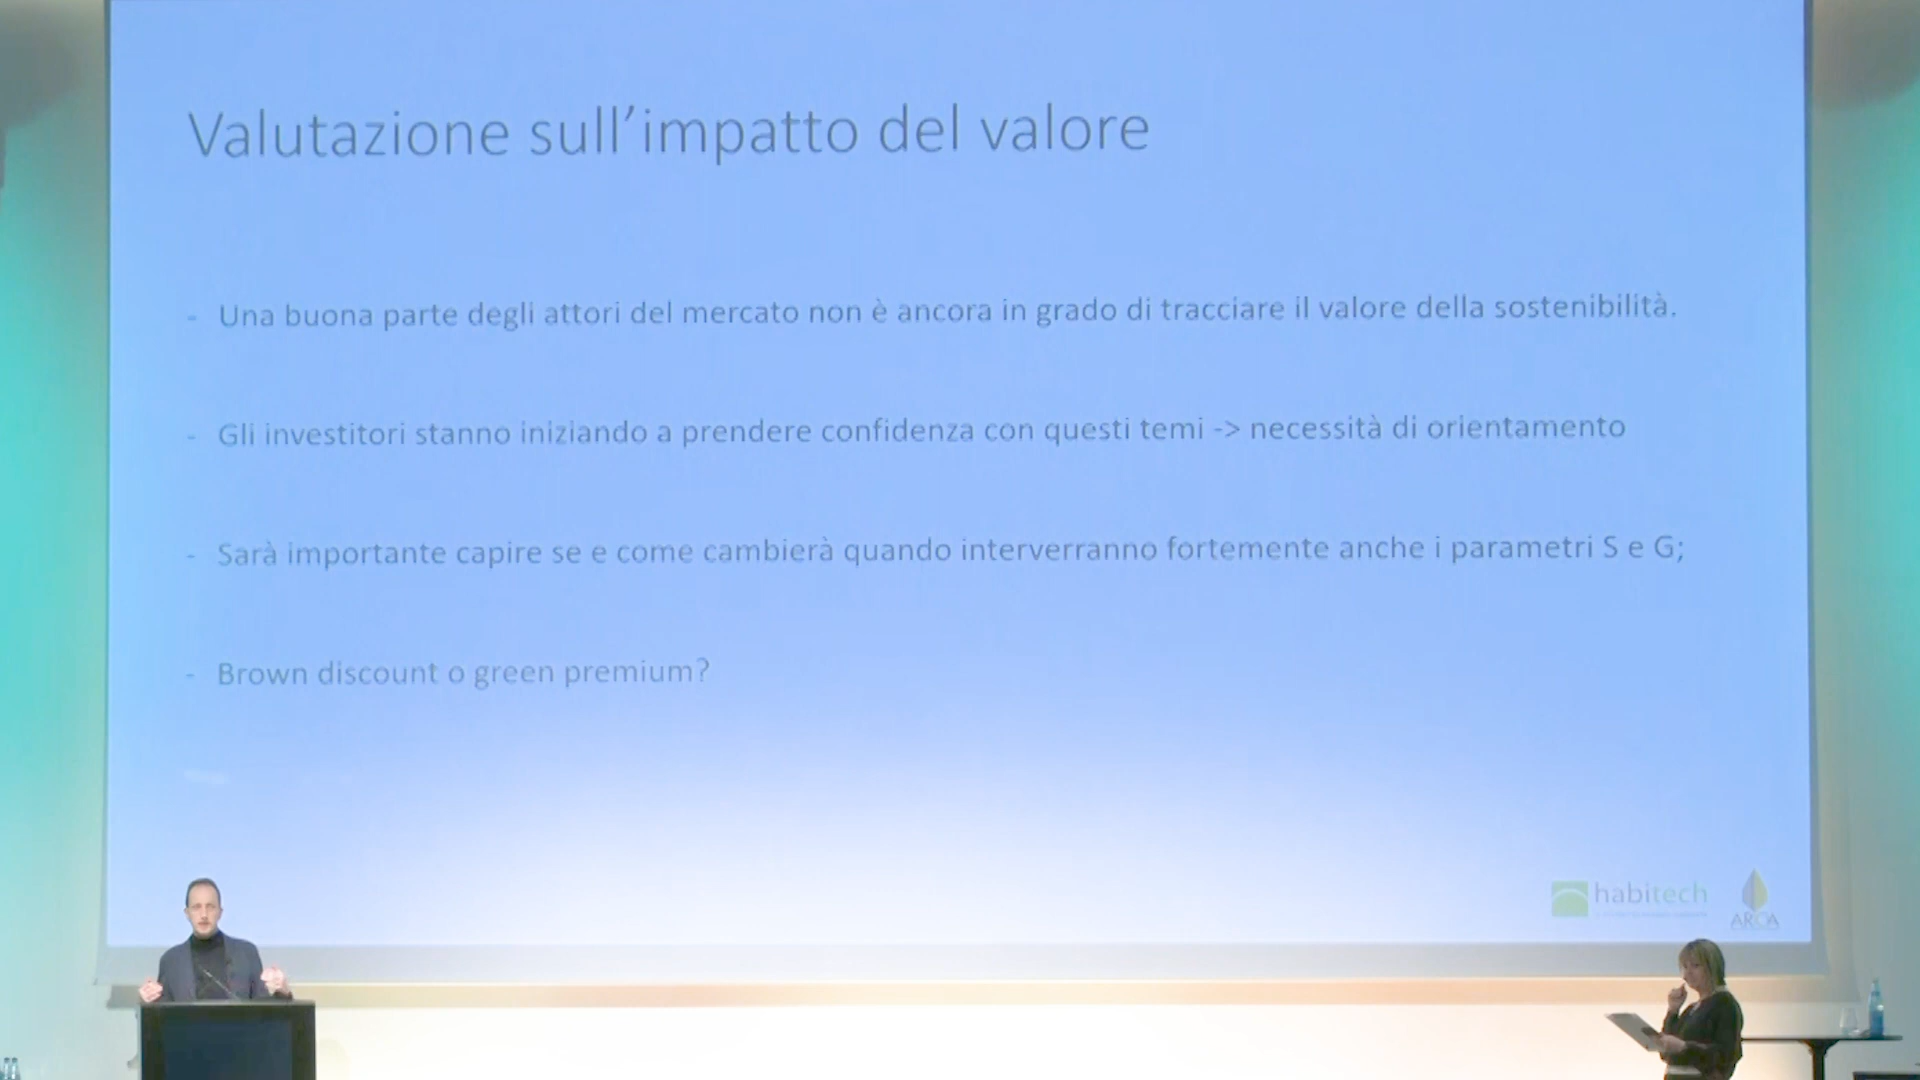 Valutazione sull'impatto del valore
- Una buona parte degli attori del mercato non è ancora in grado di tracciare il valore della sostenibilità.
- Gli investitori stanno iniziando a prendere confidenza con questi temi -> necessità di orientamento
- Sarà importante capire se e come cambierà quando interverranno fortemente anche i parametri S e G;
- Brown discount o green premium?
habitech
ARCA